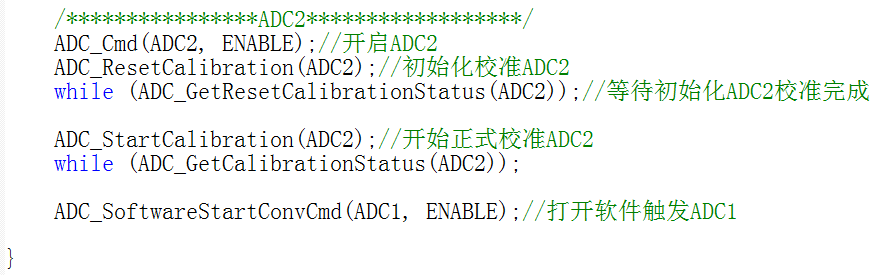 /****************ADC2******************/
ADC_Cmd(ADC2, ENABLE);//开启ADC2
ADC_ResetCalibration(ADC2);//初始化校准ADC2
while (ADC_GetResetCalibrationStatus(ADC2));//等待初始化ADC2校准完成
ADC_StartCalibration(ADC2);//开始正式校准ADC2
while (ADC_GetCalibrationStatus(ADC2));
ADC_SoftwareStartConvCmd(ADC1, ENABLE);//打开软件触发ADC1
}